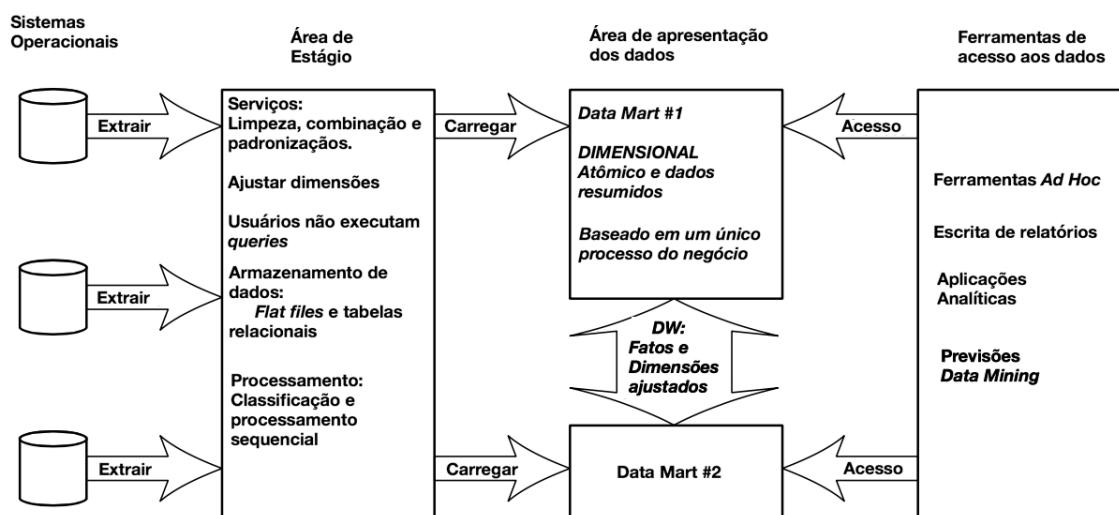 Sistemas
Operacionais
Área de
Estágio
Área de apresentação
dos dados
Ferramentas de
acesso aos dados
Extrair
Extrair
Extrair
Serviços:
Limpeza, combinação e
padronizaçãos.
Ajustar dimensões
Usuários não executam
queries
Armazenamento de
dados:
Flat files e tabelas
relacionais
Processamento:
Classificação e
processamento
sequencial
Carregar
Carregar
Data Mart #1
DIMENSIONAL
Atômico e dados
resumidos
Baseado em um único
processo do negócio
DW:
Fatos e
Dimensões
ajustados
Data Mart #2
Acesso
Acesso
Ferramentas Ad Hoc
Escrita de relatórios
Aplicações
Analíticas
Previsões
Data Mining